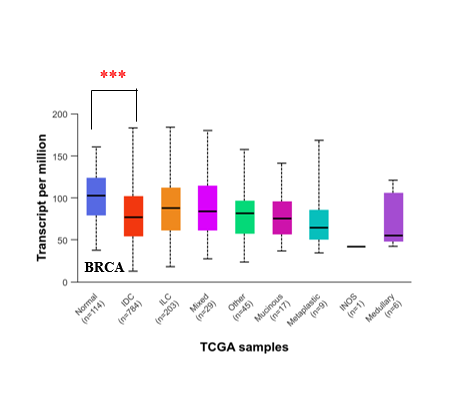 ***
Transcript per million
200
150
100
50
0
BRCA
Normal
(n=114)
IDC
(n=784)
ILC
(n=203)
Mixed
(n=29)
Other
(n=45)
Mucinous
(n=17)
Metaplastic
(n=9)
INOS
(n=1)
Medullary
(n=6)
TCGA samples